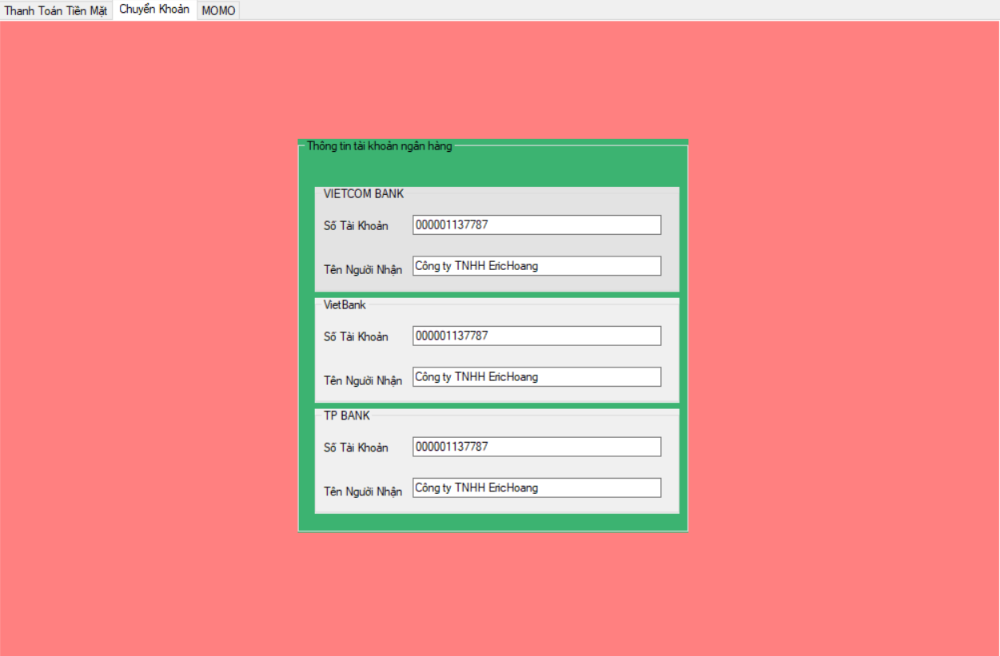 Thanh Toán Tiền Mặt Chuyển Khoản MOMO
Thông tin tài khoản ngân hàng
VIETCOM BANK
Số Tài Khoản 000001137787
Tên Người Nhận Công ty TNHH EricHoang
VietBank
Số Tài Khoản 000001137787
Tên Người Nhận Công ty TNHH EricHoang
TP BANK
Số Tài Khoản 000001137787
Tên Người Nhận Công ty TNHH EricHoang